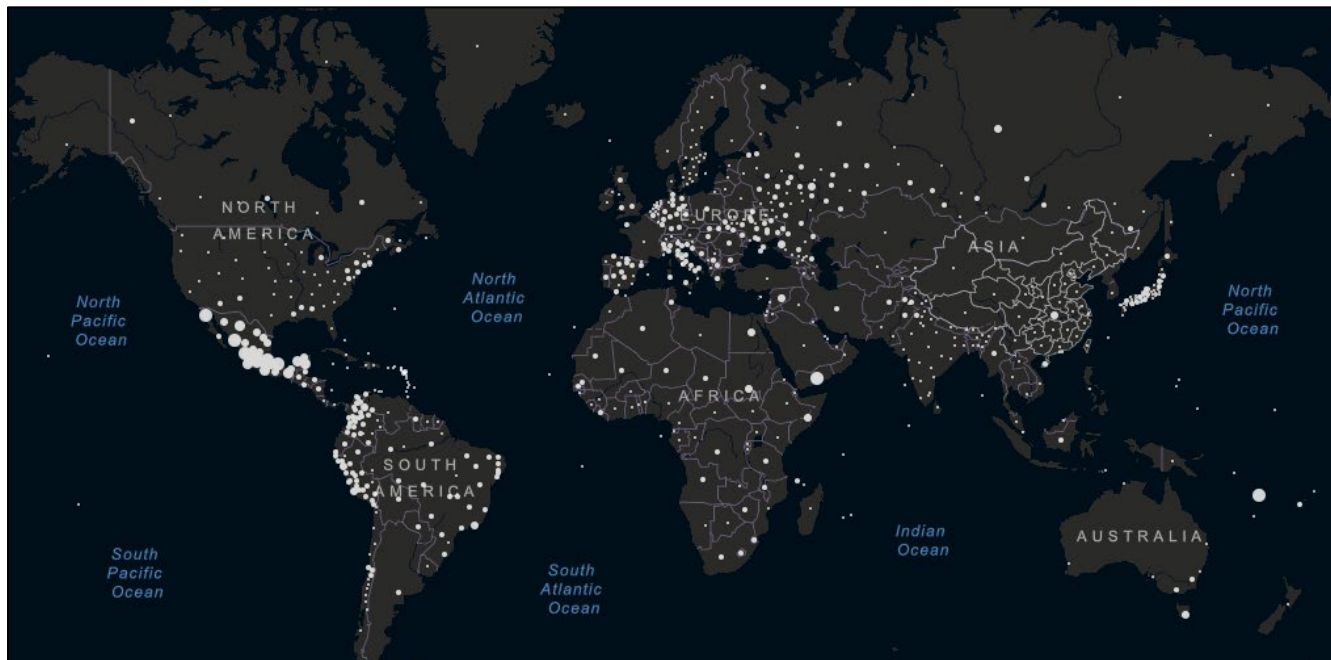 NORTH
AMERICA
EUROPE
ASIA
North
Pacific
Ocean
North
Atlantic
Ocean
North
Pacific
Ocean
AFRICA
SOUTH
AMERICA
South
Pacific
Ocean
South
Atlantic
Ocean
Indian
Ocean
AUSTRALIA